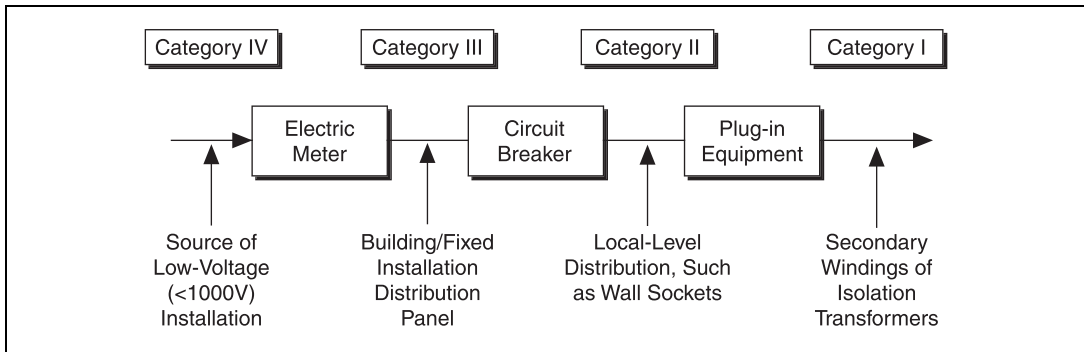 Category IV
Category III
Category II
Category I
Electric
Meter
Circuit
Breaker
Plug-in
Equipment
Source of
Low-Voltage
(<1000V)
Installation
Building/Fixed
Installation
Distribution
Panel
Local-Level
Distribution, Such
as Wall Sockets
Secondary
Windings of
Isolation
Transformers